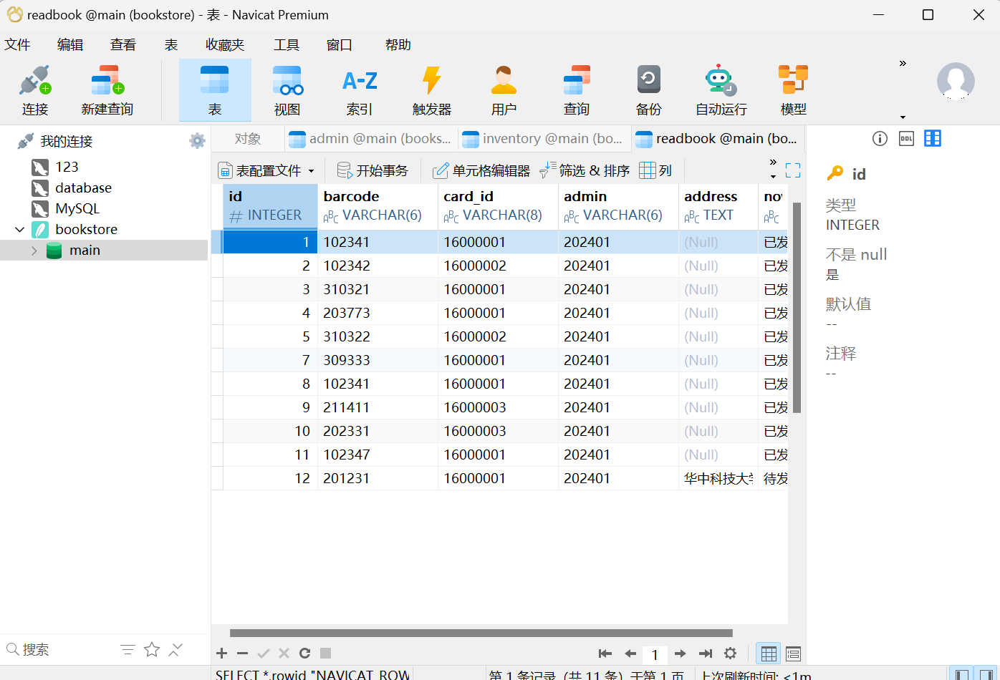 readbook @main (bookstore) - 表 - Navicat Premium
文件 编辑 查看 表 收藏夹 工具 窗口 帮助
连接 新建查询 表 视图 索引 触发器 用户 查询 备份 自动运行 模型
我的连接
123
database
MySQL
bookstore
main
搜索
对象 admin @main (books... inventory @main (bo... readbook @main (bo...
表配置文件 开始事务 单元格编辑器 筛选 & 排序 列
id barcode card_id admin address
# INTEGER VARCHAR(6) VARCHAR(8) VARCHAR(6) TEXT
1 102341 16000001 202401 (Null) 已发
2 102342 16000002 202401 (Null) 已发
3 310321 16000001 202401 (Null) 已发
4 203773 16000001 202401 (Null) 已发
5 310322 16000002 202401 (Null) 已发
7 309333 16000001 202401 (Null) 已发
8 102341 16000001 202401 (Null) 已发
9 211411 16000003 202401 (Null) 已发
10 202331 16000003 202401 (Null) 已发
11 102347 16000001 202401 (Null) 已发
12 201231 16000001 202401 华中科技大 待发
1
SELECT *,rowid "NAVICAT_ROW 第 1 条记录 (共 11 条) 于第 1 页 上次刷新时间: <1m
DDL
id
类型
INTEGER
不是 null
是
默认值
--
注释
--